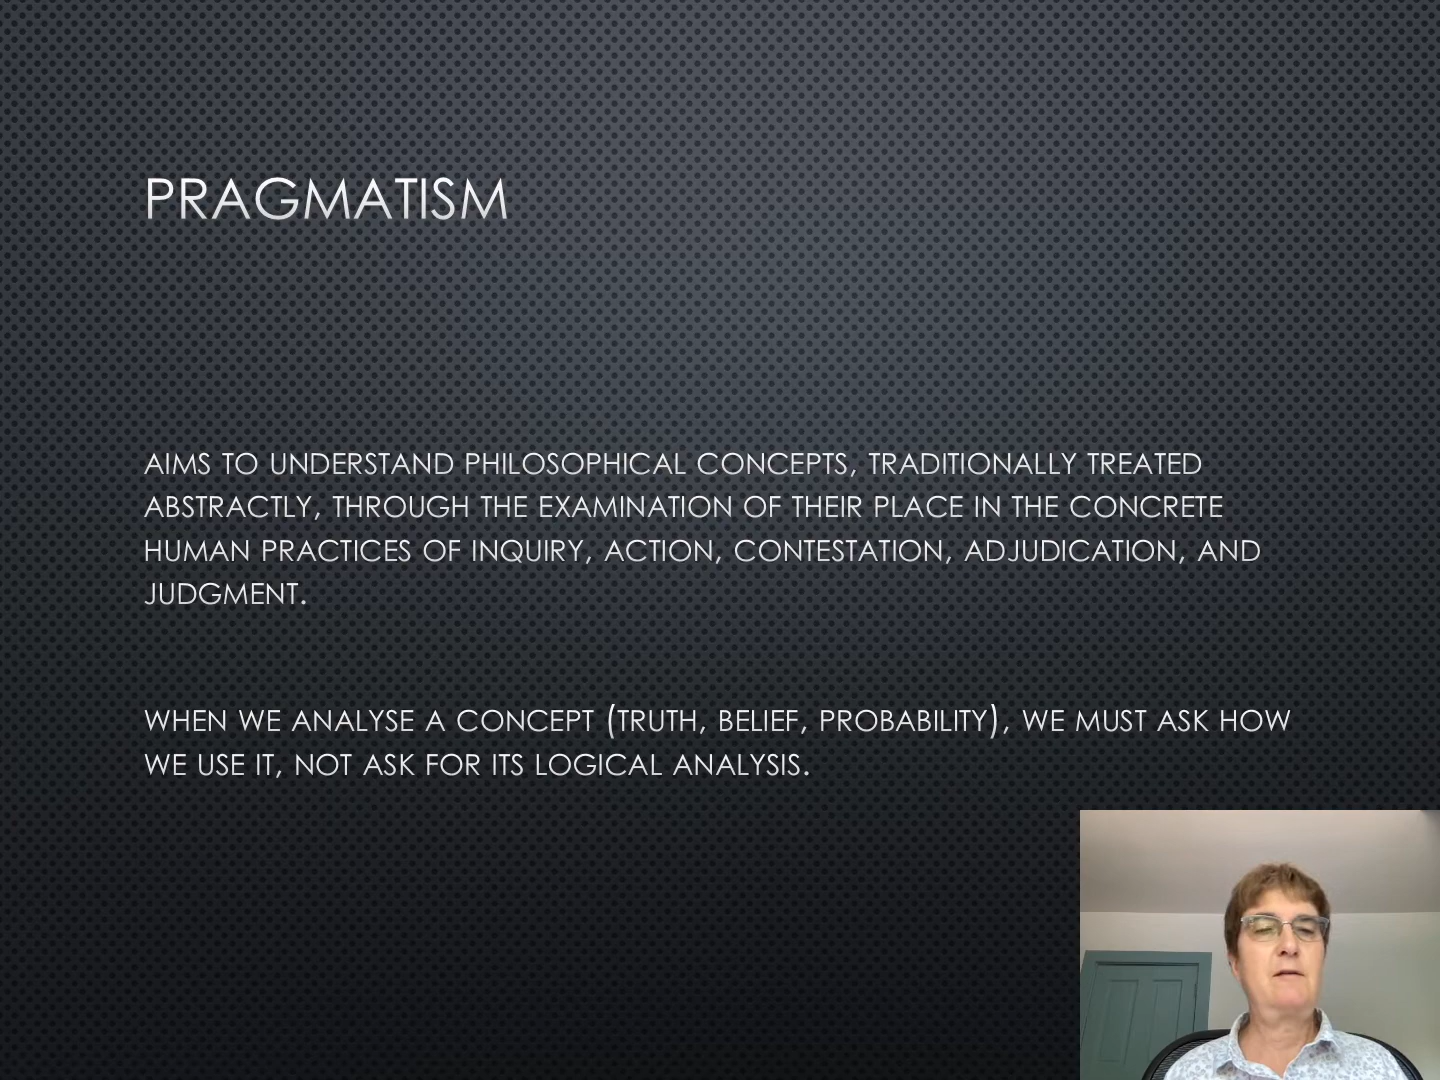 PRAGMATISM
AIMS TO UNDERSTAND PHILOSOPHICAL CONCEPTS, TRADITIONALLY TREATED
ABSTRACTLY, THROUGH THE EXAMINATION OF THEIR PLACE IN THE CONCRETE
HUMAN PRACTICES OF INQUIRY, ACTION, CONTESTATION, ADJUDICATION, AND
JUDGMENT.
WHEN WE ANALYSE A CONCEPT (TRUTH, BELIEF, PROBABILITY), WE MUST ASK HOW
WE USE IT, NOT ASK FOR ITS LOGICAL ANALYSIS.